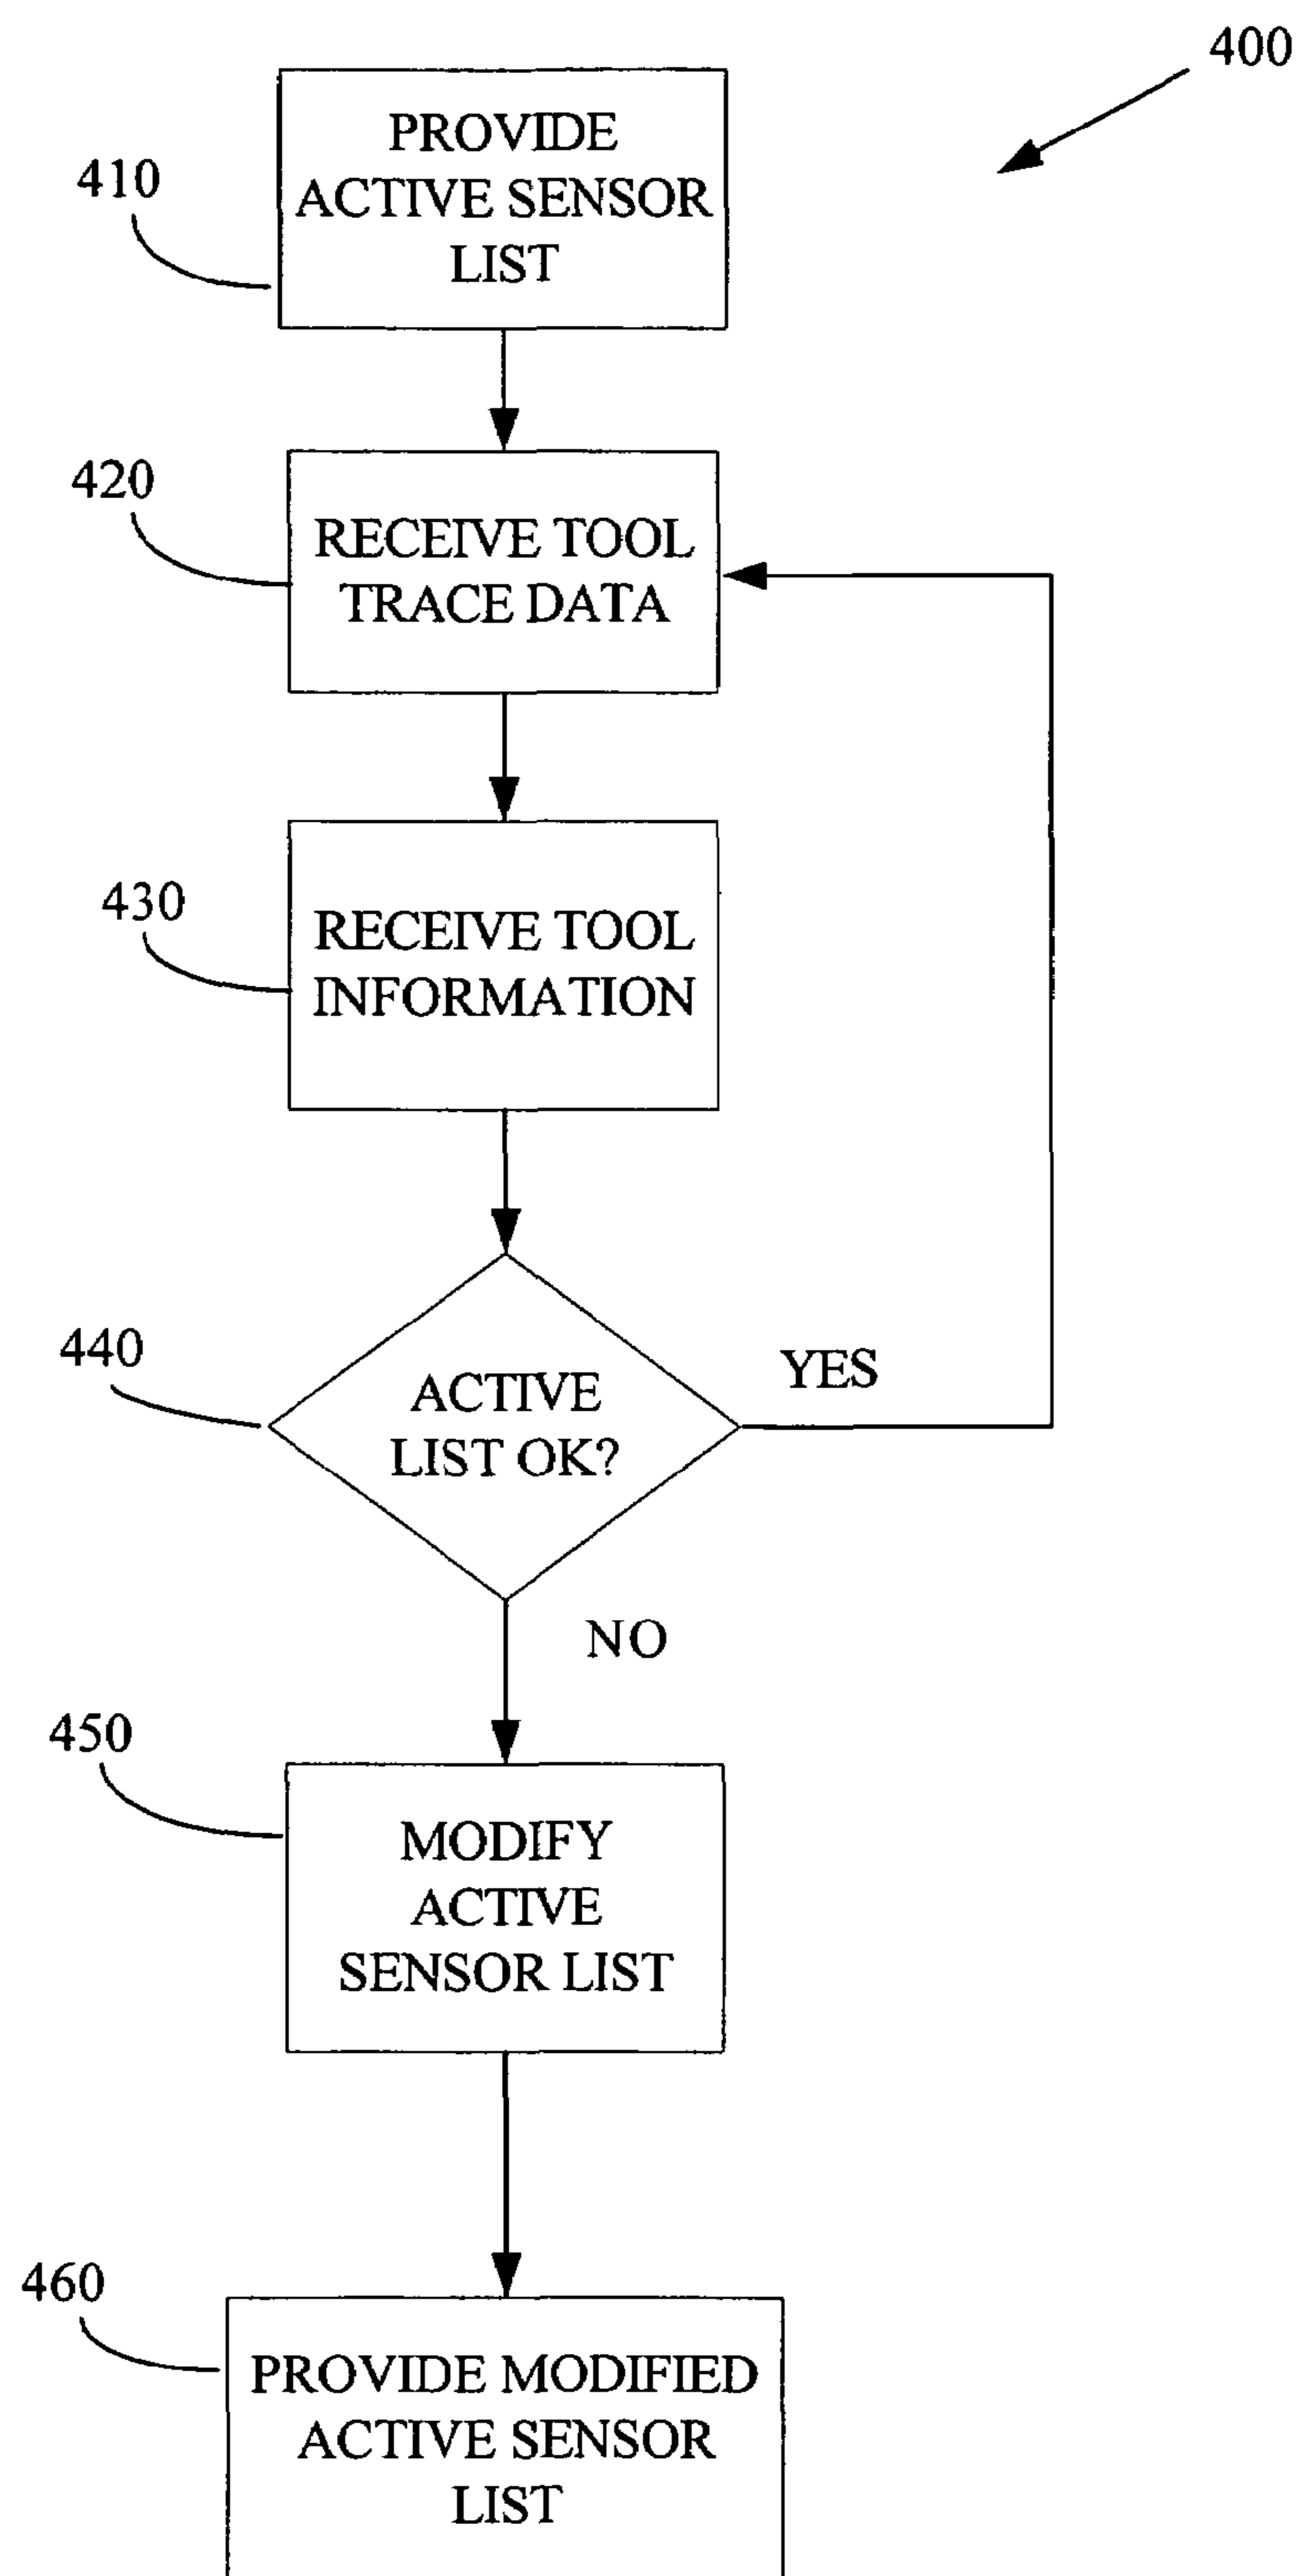 400
PROVIDE
ACTIVE SENSOR
LIST
410
420
RECEIVE TOOL
TRACE DATA
430
RECEIVE TOOL
INFORMATION
440
ACTIVE
LIST OK?
YES
NO
450
MODIFY
ACTIVE
SENSOR LIST
460
PROVIDE MODIFIED
ACTIVE SENSOR
LIST